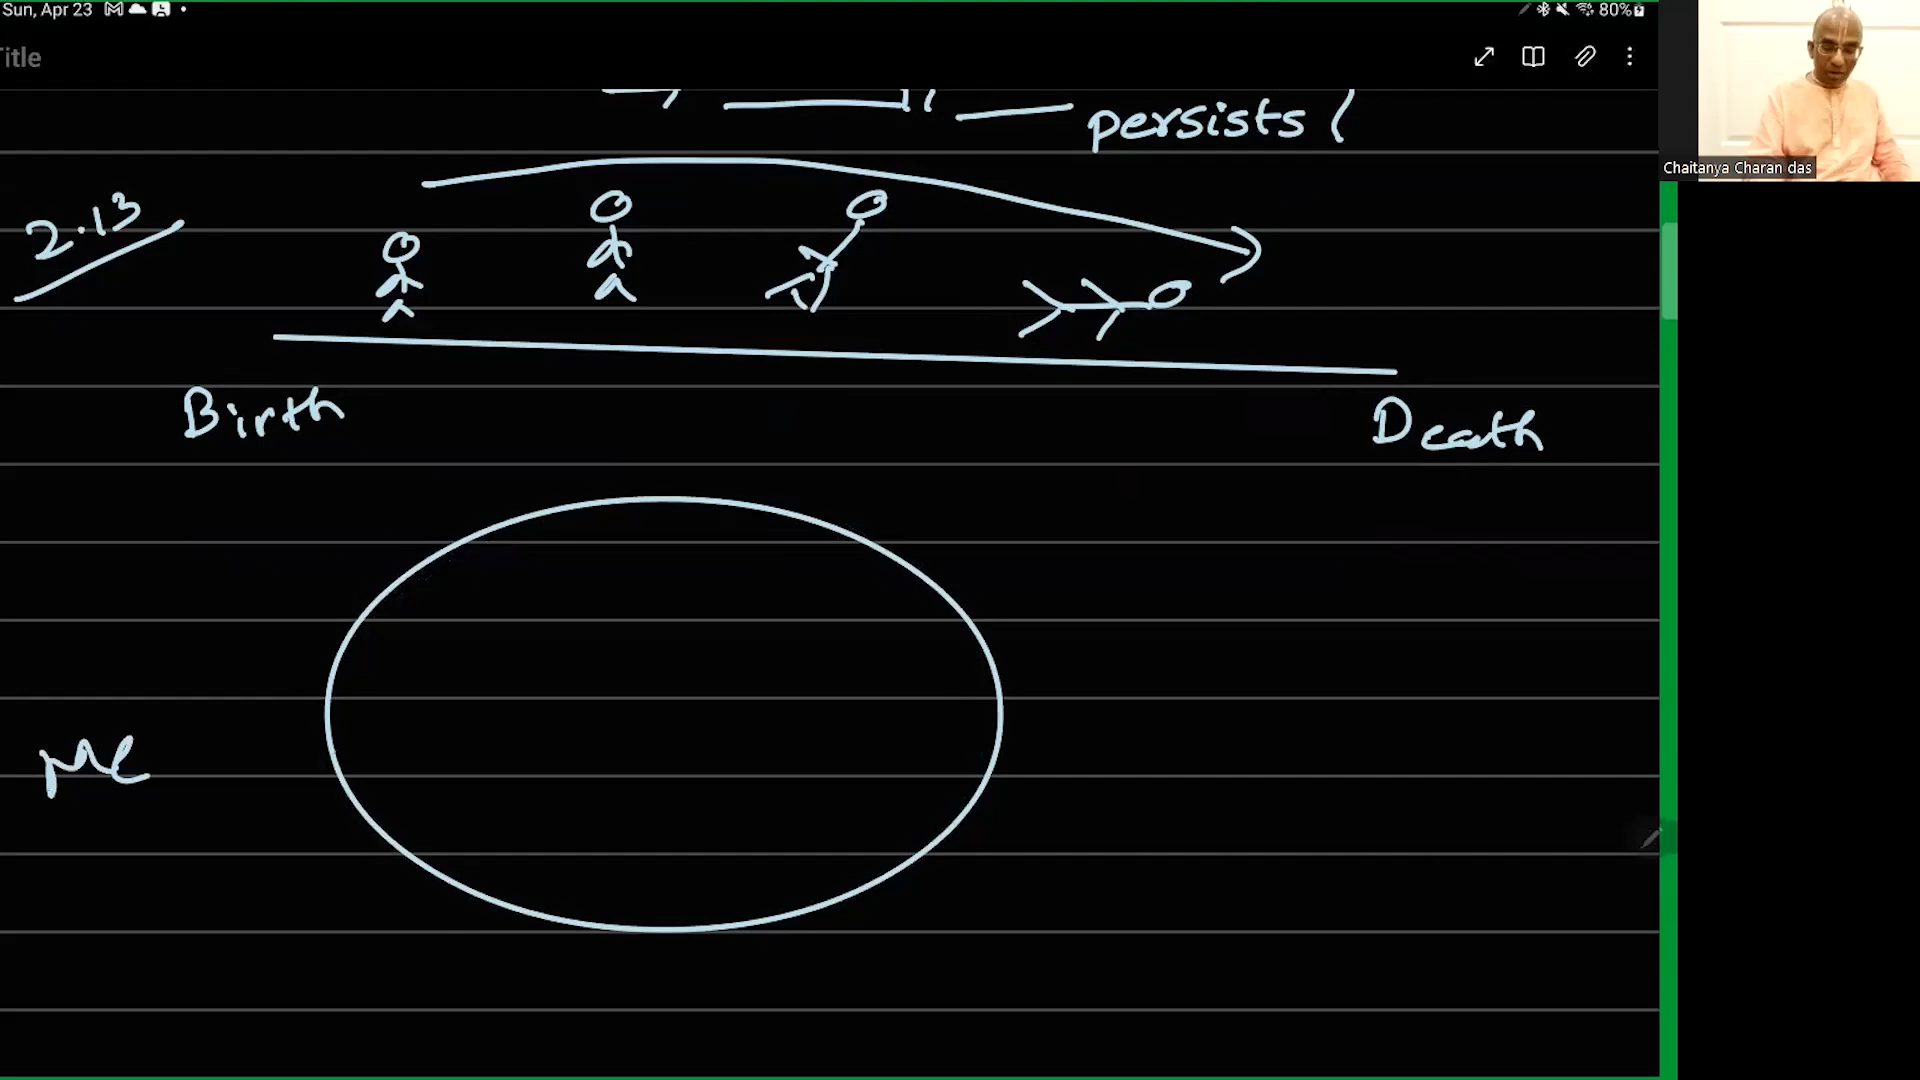 Sun, Apr 23
80%
Title
persists (
2.13
Birth
Death
Me
Chaitanya Charan das